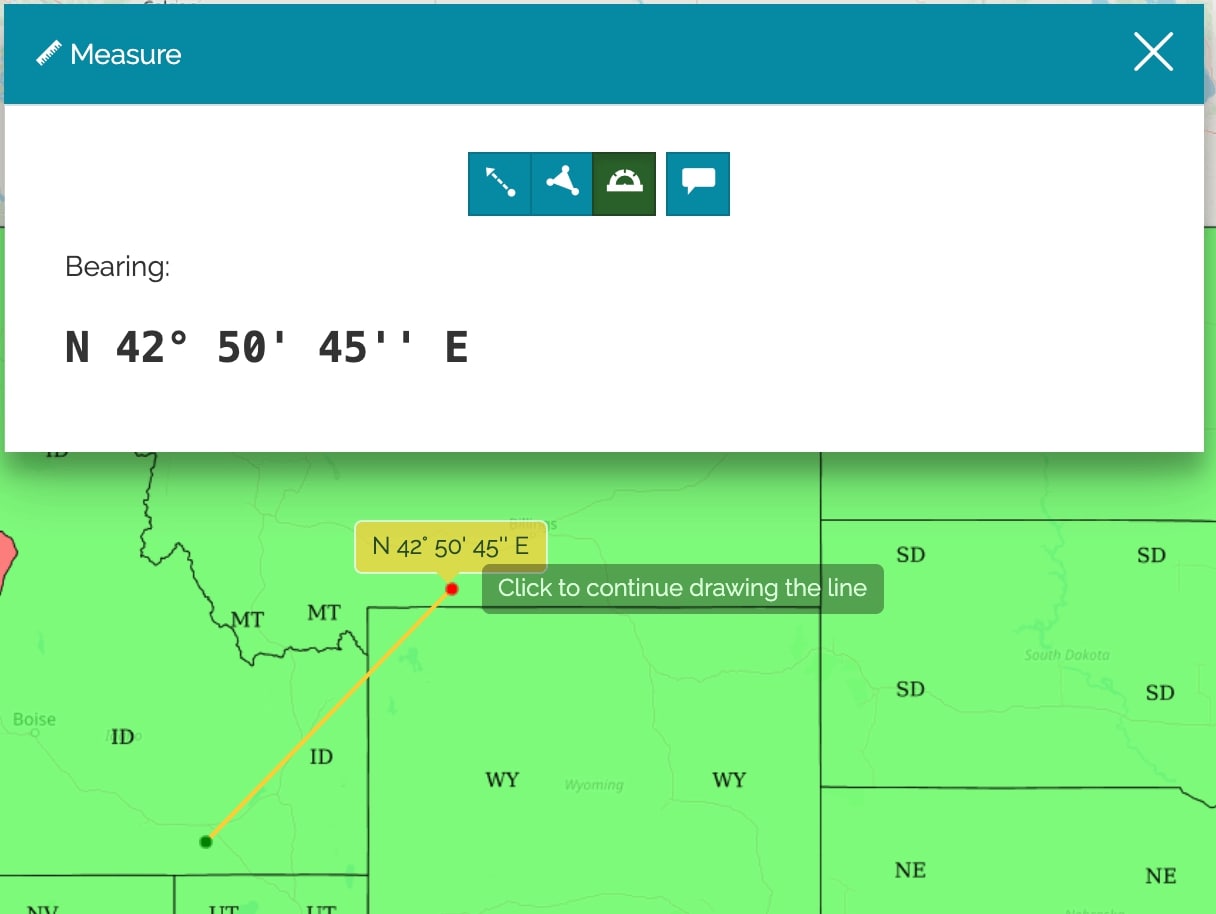 Measure
Bearing:
N 42° 50' 45'' E
ID
Billings
N 42° 50' 45'' E
SD
SD
Click to continue drawing the line
MT
MT
South Dakota
SD
SD
Boise
ID
ID
WY
Wyoming
WY
NE
NE
NV
UT
UT
Nebraska